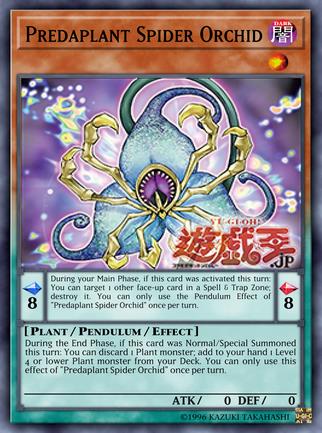 PREDAPLANT SPIDER ORCHID
DARK
闇
YU-GI-OH!
遊戯王
.JP
During your Main Phase, if this card was activated this turn:
You can target 1 other face-up card in a Spell & Trap Zone;
destroy it. You can only use the Pendulum Effect of
"Predaplant Spider Orchid" once per turn.
8
8
[PLANT / PENDULUM / EFFECT]
During the End Phase, if this card was Normal/Special Summoned
this turn: You can discard 1 Plant monster; add to your hand 1 Level
4 or lower Plant monster from your Deck. You can only use this
effect of "Predaplant Spider Orchid" once per turn.
ATK/ 0 DEF/ 0
©1996 KAZUKI TAKAHASHI